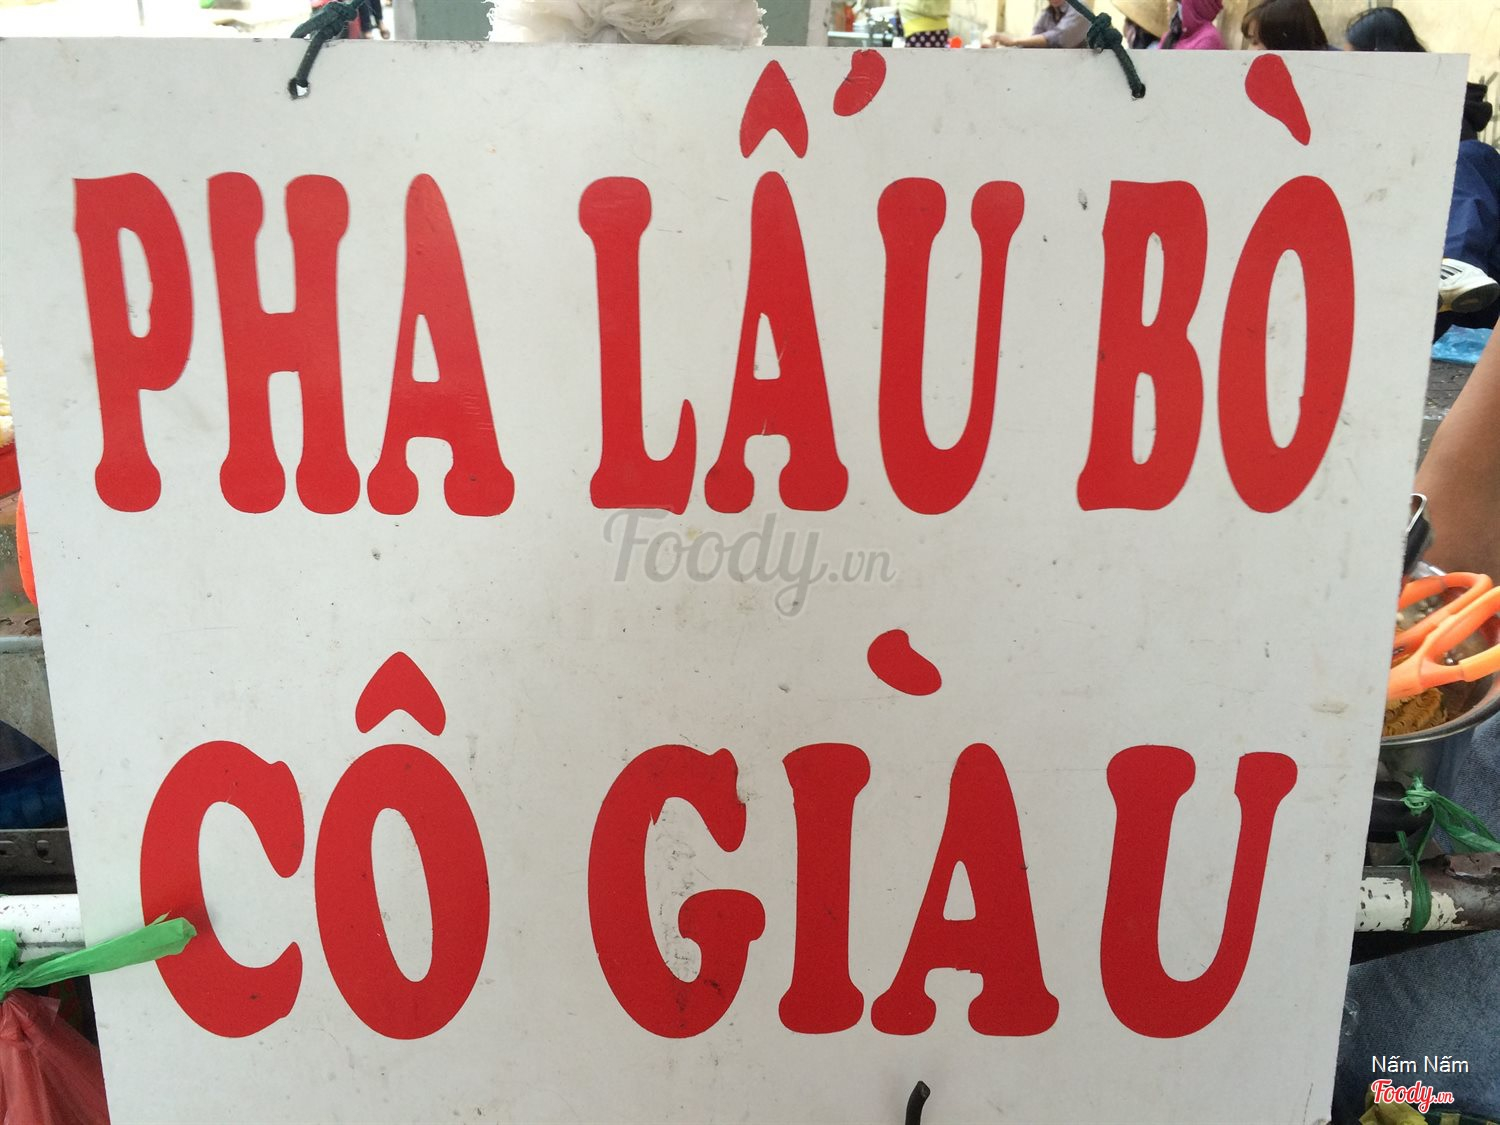 PHA LẤU BÒ
Foody.vn
CÔ GIÀU
Nấm Nấm
Foody.vn